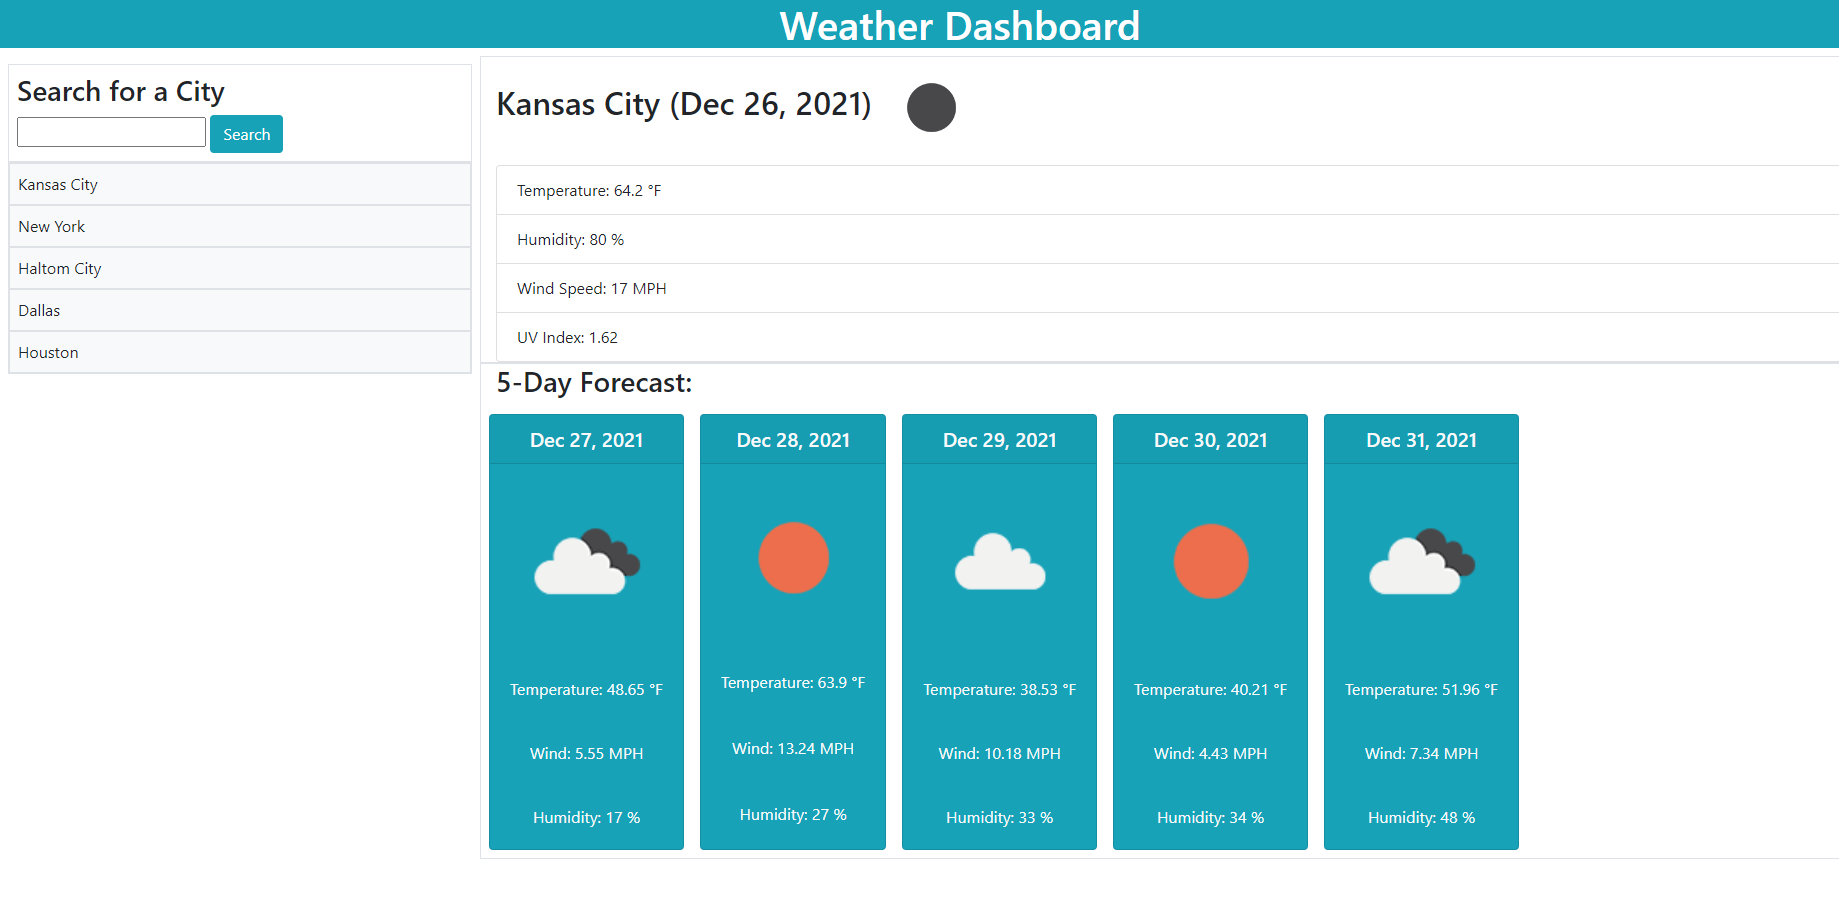 Weather Dashboard
Search for a City
Search
Kansas City
New York
Haltom City
Dallas
Houston
Kansas City (Dec 26, 2021)
Temperature: 64.2 °F
Humidity: 80 %
Wind Speed: 17 MPH
UV Index: 1.62
5-Day Forecast:
Dec 27, 2021
Temperature: 48.65 °F
Wind: 5.55 MPH
Humidity: 17 %
Dec 28, 2021
Temperature: 63.9 °F
Wind: 13.24 MPH
Humidity: 27 %
Dec 29, 2021
Temperature: 38.53 °F
Wind: 10.18 MPH
Humidity: 33 %
Dec 30, 2021
Temperature: 40.21 °F
Wind: 4.43 MPH
Humidity: 34 %
Dec 31, 2021
Temperature: 51.96 °F
Wind: 7.34 MPH
Humidity: 48 %